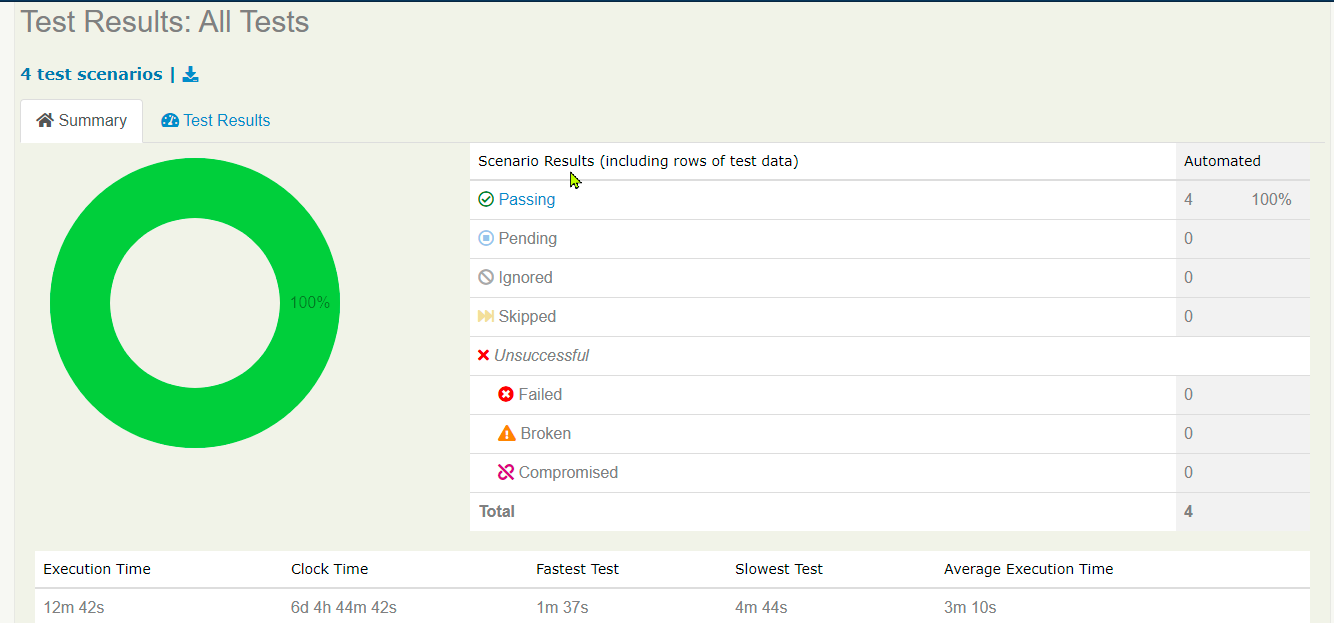 Test Results: All Tests
4 test scenarios |
Summary Test Results
Scenario Results (including rows of test data) Automated
Passing 4 100%
Pending 0
Ignored 0
100%
Skipped 0
Unsuccessful
Failed 0
Broken 0
Compromised 0
Total 4
Execution Time Clock Time Fastest Test Slowest Test Average Execution Time
12m 42s 6d 4h 44m 42s 1m 37s 4m 44s 3m 10s